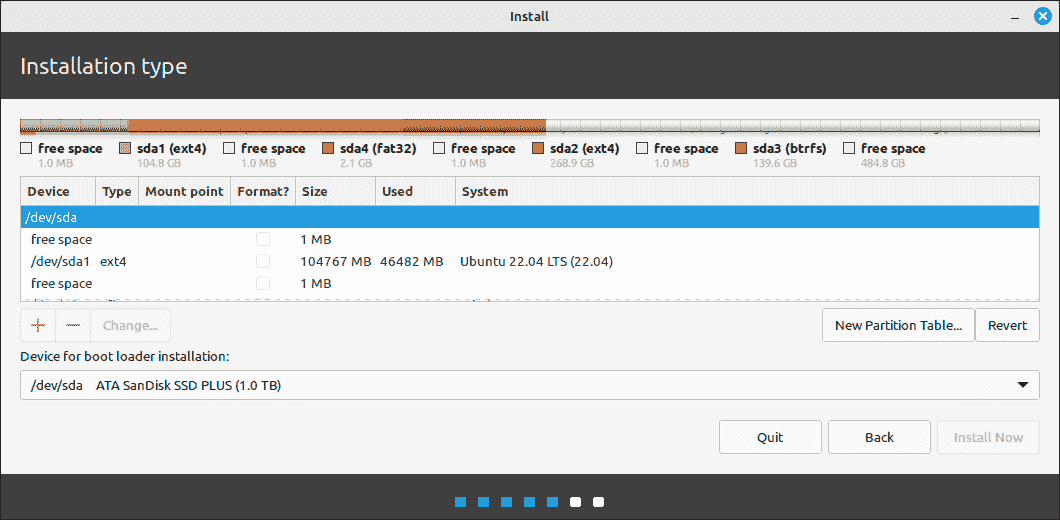 Install
Installation type
free space sda1 (ext4) free space sda4 (fat32) free space sda2 (ext4) free space sda3 (btrfs) free space
1.0 MB 104.8 GB 1.0 MB 2.1 GB 1.0 MB 268.9 GB 1.0 MB 139.6 GB 484.8 GB
Device Type Mount point Format? Size Used System
/dev/sda
free space 1 MB
/dev/sda1 ext4 104767 MB 46482 MB Ubuntu 22.04 LTS (22.04)
free space 1 MB
+ − Change... New Partition Table... Revert
Device for boot loader installation:
/dev/sda ATA SanDisk SSD PLUS (1.0 TB)
Quit Back Install Now